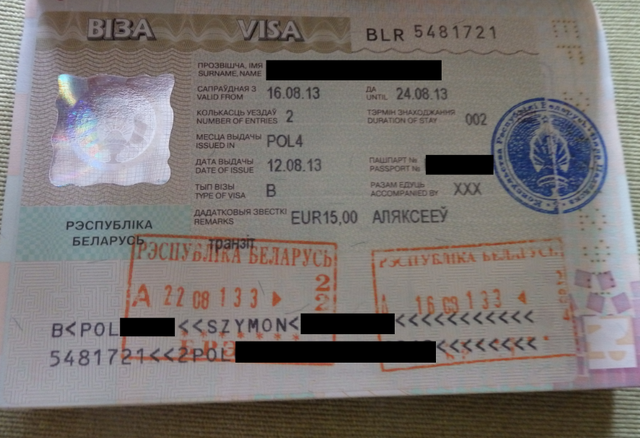 ВІЗА VISA BLR 5481721
ПРОЗВІШЧА, ІМЯ
SURNAME, NAME
САПРАЎДНАЯ З
VALID FROM 16.08.13 ДА
UNTIL 24.08.13
КОЛЬКАСЦЬ УЕЗДАЎ
NUMBER OF ENTRIES 2 ТЭРМІН ЗНАХОДЖАННЯ
DURATION OF STAY 002
МЕСЦА ВЫДАЧЫ
ISSUED IN POL4
ДАТА ВЫДАЧЫ
DATE OF ISSUE 12.08.13 ПАШПАРТ №
PASSPORT №
ТЫП ВІЗЫ
TYPE OF VISA B РАЗАМ ЕДУЦЬ
ACCOMPANIED BY XXX
ДАДАТКОВЫЯ ЗВЕСТКІ
REMARKS EUR15,00 АЛЯКСЕЕЎ
транзіт
РЭСПУБЛІКА
БЕЛАРУСЬ
РЭСПУБЛІКА БЕЛАРУСЬ
А 22 08 1 3 3
2
2
РЭСПУБЛІКА БЕЛАРУСЬ
16 08 1 3 3
B<POL <<SZYMON< <<<<<<<<<<<
5481721<<2POL <<<<<<<<